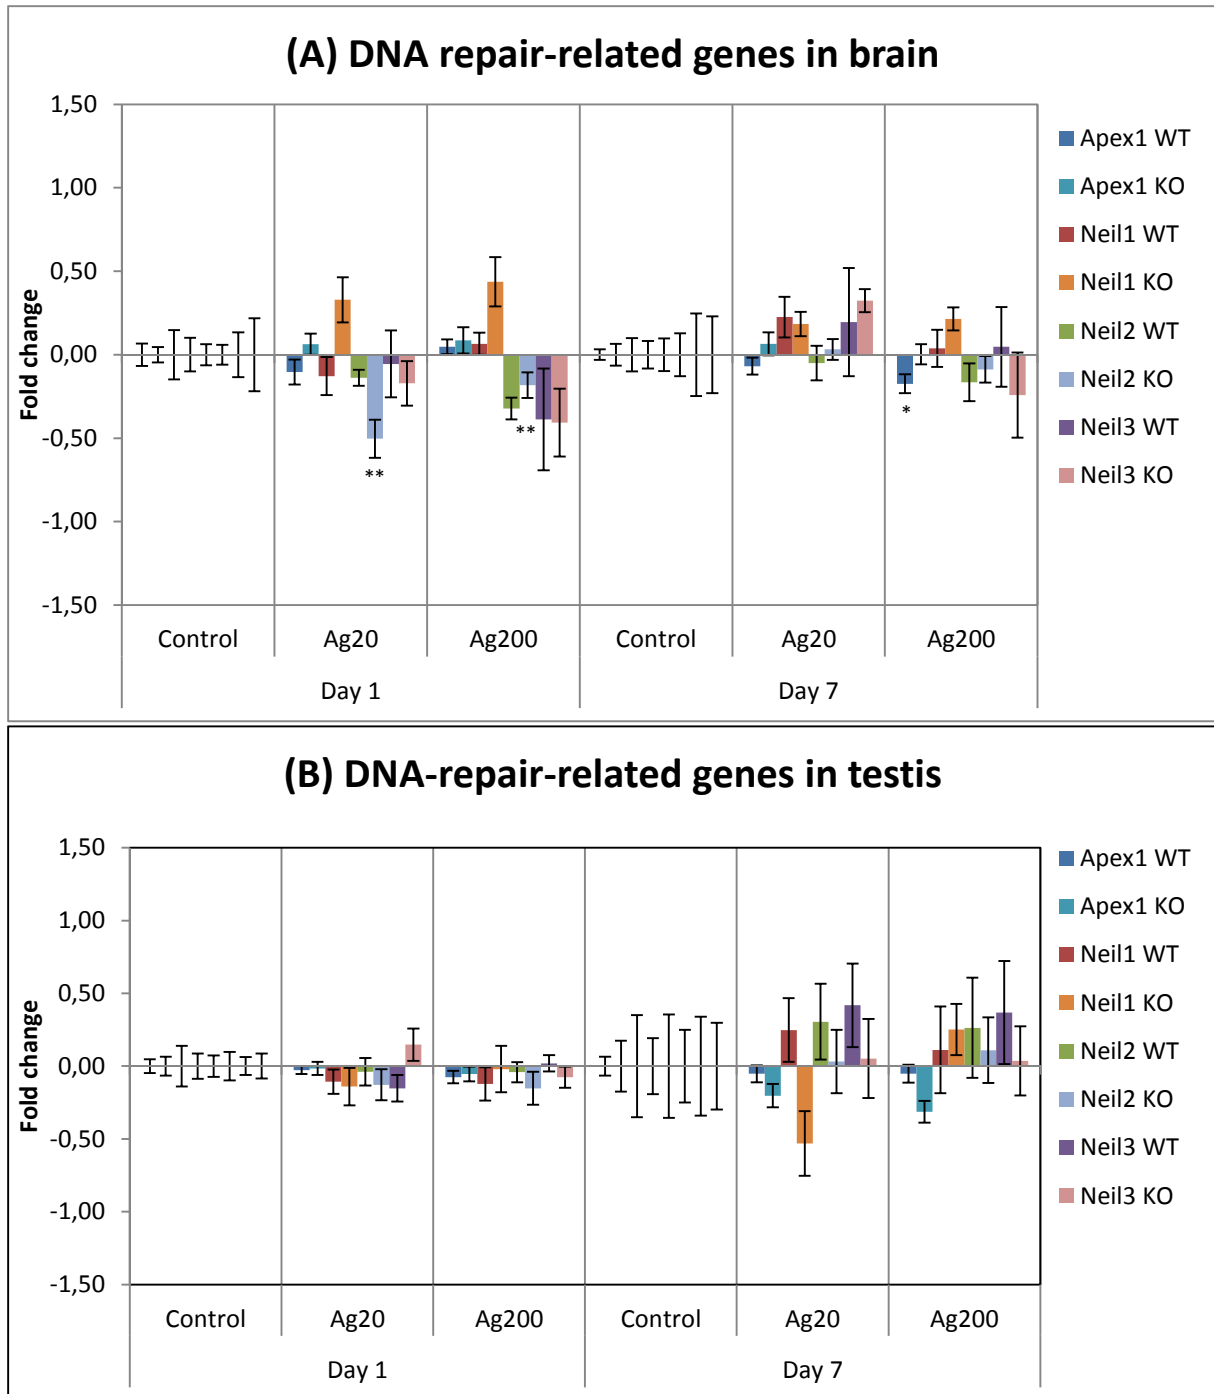 (A) DNA repair-related genes in brain
1,50
1,00
0,50
0,00
-0,50
-1,00
-1,50
Fold change
**
**
*
Control
Ag20
Ag200
Control
Ag20
Ag200
Day 1
Day 7
Apex1 WT
Apex1 KO
Neil1 WT
Neil1 KO
Neil2 WT
Neil2 KO
Neil3 WT
Neil3 KO
(B) DNA-repair-related genes in testis
1,50
1,00
0,50
0,00
-0,50
-1,00
-1,50
Fold change
Control
Ag20
Ag200
Control
Ag20
Ag200
Day 1
Day 7
Apex1 WT
Apex1 KO
Neil1 WT
Neil1 KO
Neil2 WT
Neil2 KO
Neil3 WT
Neil3 KO